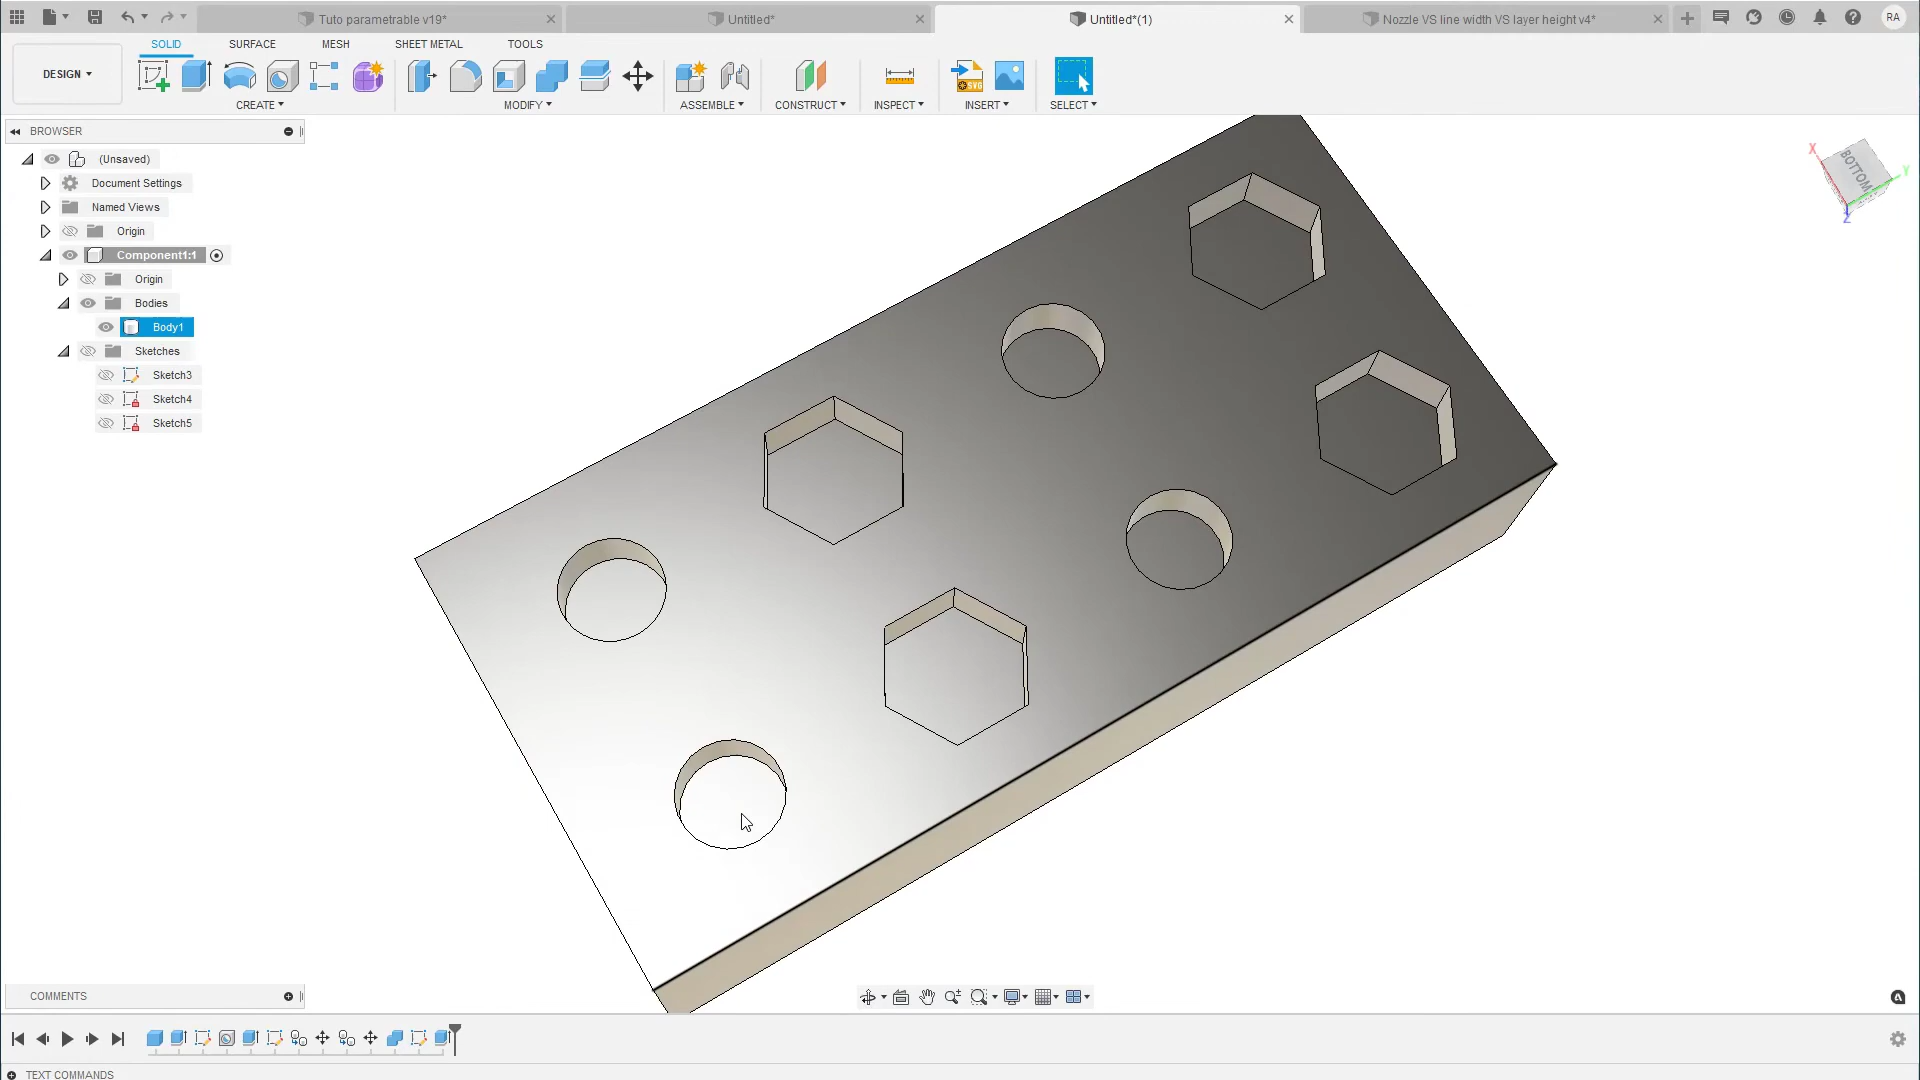 Tuto parametrable v19*
Untitled*
Untitled*(1)
Nozzle VS line width VS layer height v4*
RA
SOLID
SURFACE
MESH
SHEET METAL
TOOLS
DESIGN
CREATE
MODIFY
ASSEMBLE
CONSTRUCT
INSPECT
SVG
INSERT
SELECT
BROWSER
(Unsaved)
Document Settings
Named Views
Origin
Component1:1
Origin
Bodies
Body1
Sketches
Sketch3
Sketch4
Sketch5
X
BOTTOM
Y
Z
COMMENTS
TEXT COMMANDS